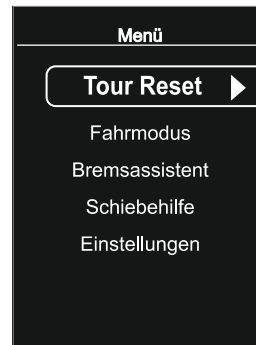 Menü
Tour Reset
Fahrmodus
Bremsassistent
Schiebehilfe
Einstellungen